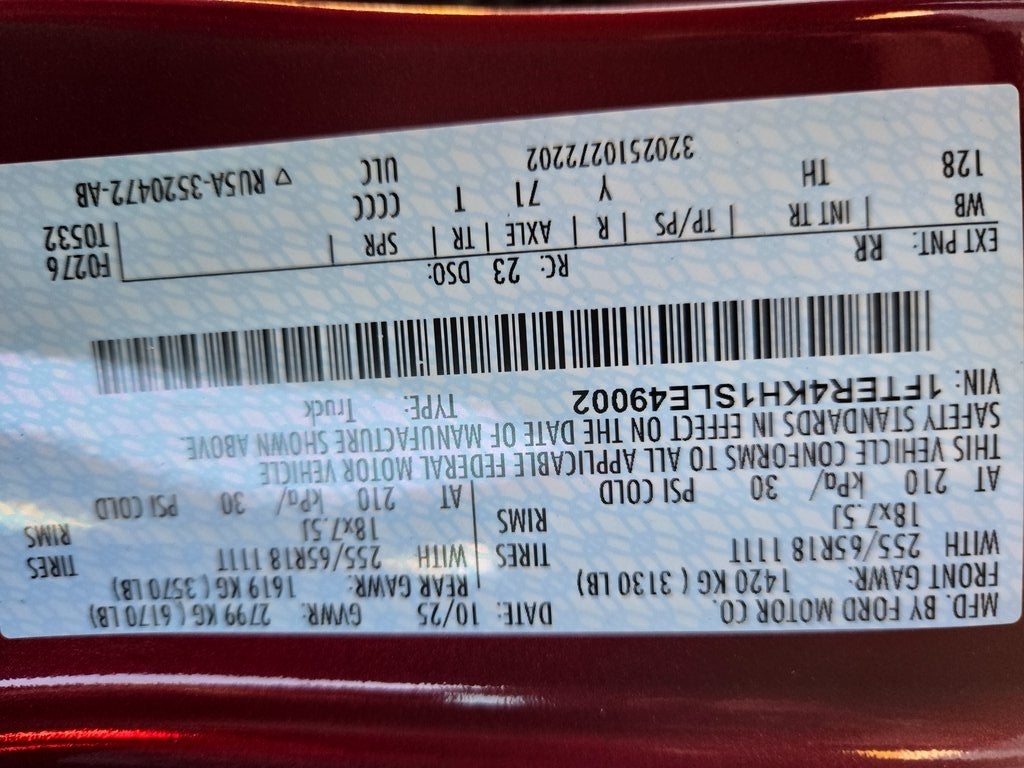 MFD. BY FORD MOTOR CO. DATE: 10/25 GVWR: 2799 KG ( 6170 LB)
FRONT GAWR: 1420 KG ( 3130 LB) REAR GAWR: 1619 KG ( 3570 LB)
WITH 255/65R18 111T TIRES WITH 255/65R18 111T TIRES
18x7.5J RIMS 18x7.5J RIMS
AT 210 kPa/ 30 PSI COLD AT 210 kPa/ 30 PSI COLD
THIS VEHICLE CONFORMS TO ALL APPLICABLE FEDERAL MOTOR VEHICLE
SAFETY STANDARDS IN EFFECT ON THE DATE OF MANUFACTURE SHOWN ABOVE.
VIN: 1FTER4KH1SLE49002 TYPE: Truck
EXT PNT: RR RC: 23 DSO: F0276
WB INT TR TP/PS R AXLE TR SPR T0532
128 TH Y 71 T CCCC
3202510272202 ULC ▽ RU5A-3520472-AB